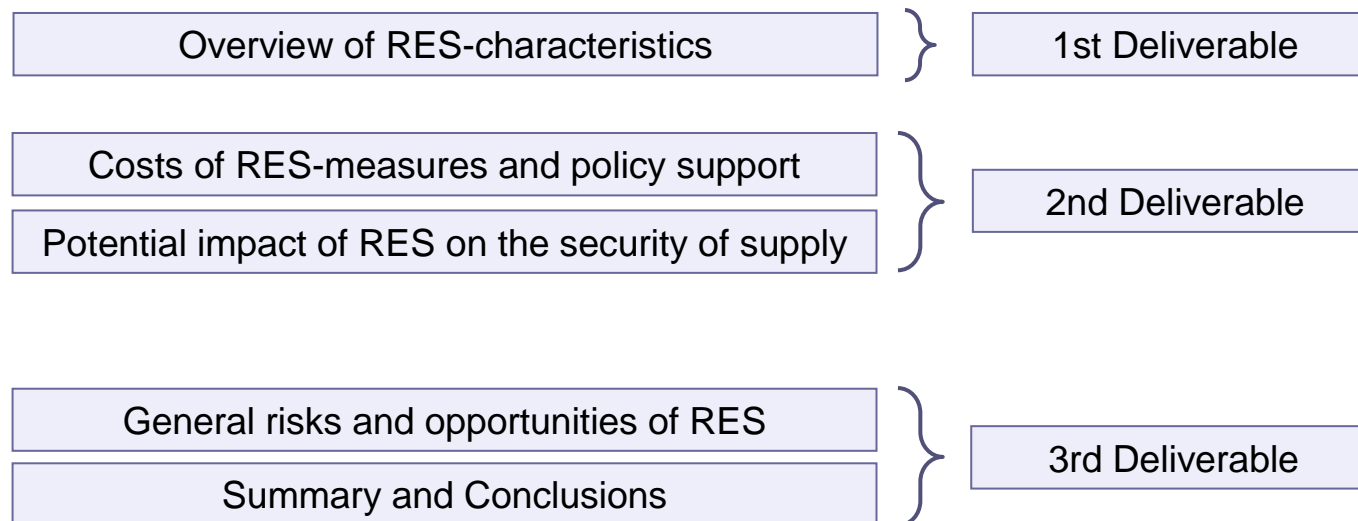 Overview of RES-characteristics
1st Deliverable
Costs of RES-measures and policy support
Potential impact of RES on the security of supply
2nd Deliverable
General risks and opportunities of RES
Summary and Conclusions
3rd Deliverable